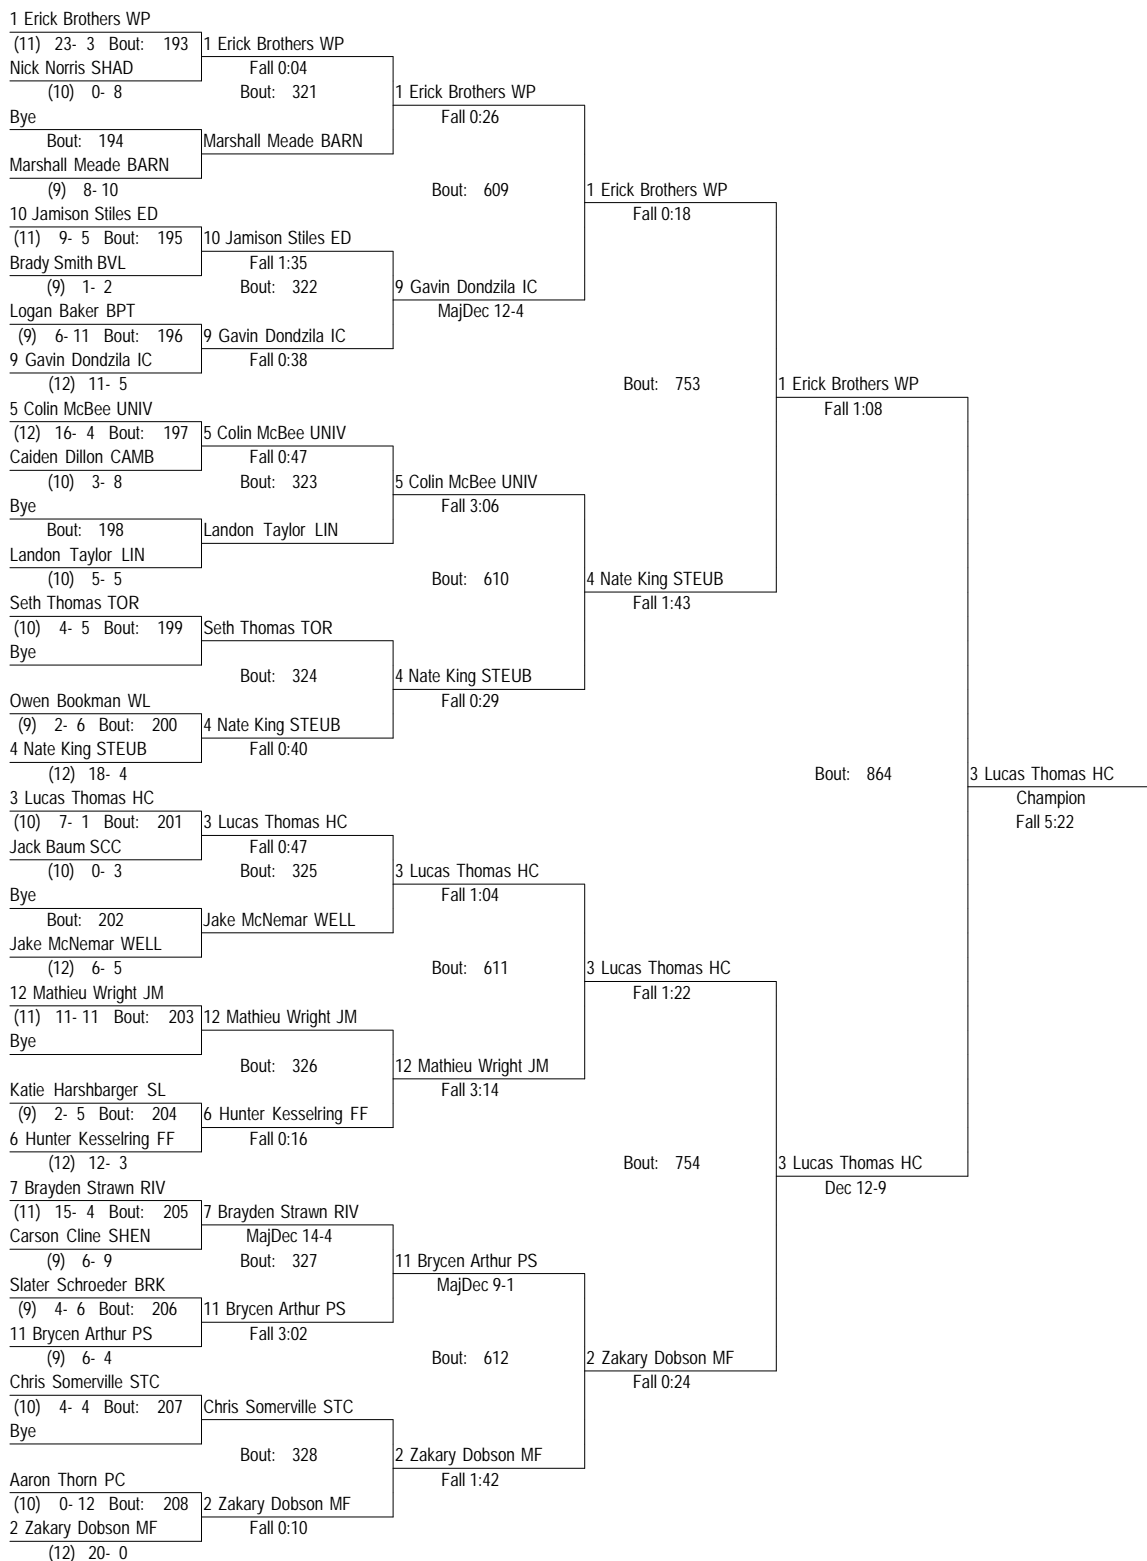 1 Erick Brothers WP
(11) 23- 3 Bout: 193 1 Erick Brothers WP
Nick Norris SHAD Fall 0:04
(10) 0- 8 Bout: 321 1 Erick Brothers WP
Bye Fall 0:26
Bout: 194 Marshall Meade BARN
Marshall Meade BARN
(9) 8- 10 Bout: 609 1 Erick Brothers WP
10 Jamison Stiles ED Fall 0:18
(11) 9- 5 Bout: 195 10 Jamison Stiles ED
Brady Smith BVL Fall 1:35
(9) 1- 2 Bout: 322 9 Gavin Dondzila IC
Logan Baker BPT MajDec 12-4
(9) 6- 11 Bout: 196 9 Gavin Dondzila IC
9 Gavin Dondzila IC Fall 0:38
(12) 11- 5 Bout: 753 1 Erick Brothers WP
5 Colin McBee UNIV Fall 1:08
(12) 16- 4 Bout: 197 5 Colin McBee UNIV
Caiden Dillon CAMB Fall 0:47
(10) 3- 8 Bout: 323 5 Colin McBee UNIV
Bye Fall 3:06
Bout: 198 Landon Taylor LIN
Landon Taylor LIN
(10) 5- 5 Bout: 610 4 Nate King STEUB
Seth Thomas TOR Fall 1:43
(10) 4- 5 Bout: 199 Seth Thomas TOR
Bye
Bout: 324 4 Nate King STEUB
Owen Bookman WL Fall 0:29
(9) 2- 6 Bout: 200 4 Nate King STEUB
4 Nate King STEUB Fall 0:40
(12) 18- 4 Bout: 864 3 Lucas Thomas HC
3 Lucas Thomas HC Champion
(10) 7- 1 Bout: 201 3 Lucas Thomas HC Fall 5:22
Jack Baum SCC Fall 0:47
(10) 0- 3 Bout: 325 3 Lucas Thomas HC
Bye Fall 1:04
Bout: 202 Jake McNemar WELL
Jake McNemar WELL
(12) 6- 5 Bout: 611 3 Lucas Thomas HC
12 Mathieu Wright JM Fall 1:22
(11) 11- 11 Bout: 203 12 Mathieu Wright JM
Bye
Bout: 326 12 Mathieu Wright JM
Katie Harshbarger SL Fall 3:14
(9) 2- 5 Bout: 204 6 Hunter Kesselring FF
6 Hunter Kesselring FF Fall 0:16
(12) 12- 3 Bout: 754 3 Lucas Thomas HC
7 Brayden Strawn RIV Dec 12-9
(11) 15- 4 Bout: 205 7 Brayden Strawn RIV
Carson Cline SHEN MajDec 14-4
(9) 6- 9 Bout: 327 11 Brycen Arthur PS
Slater Schroeder BRK MajDec 9-1
(9) 4- 6 Bout: 206 11 Brycen Arthur PS
11 Brycen Arthur PS Fall 3:02
(9) 6- 4 Bout: 612 2 Zakary Dobson MF
Chris Somerville STC Fall 0:24
(10) 4- 4 Bout: 207 Chris Somerville STC
Bye
Bout: 328 2 Zakary Dobson MF
Aaron Thorn PC Fall 1:42
(10) 0- 12 Bout: 208 2 Zakary Dobson MF
2 Zakary Dobson MF Fall 0:10
(12) 20- 0